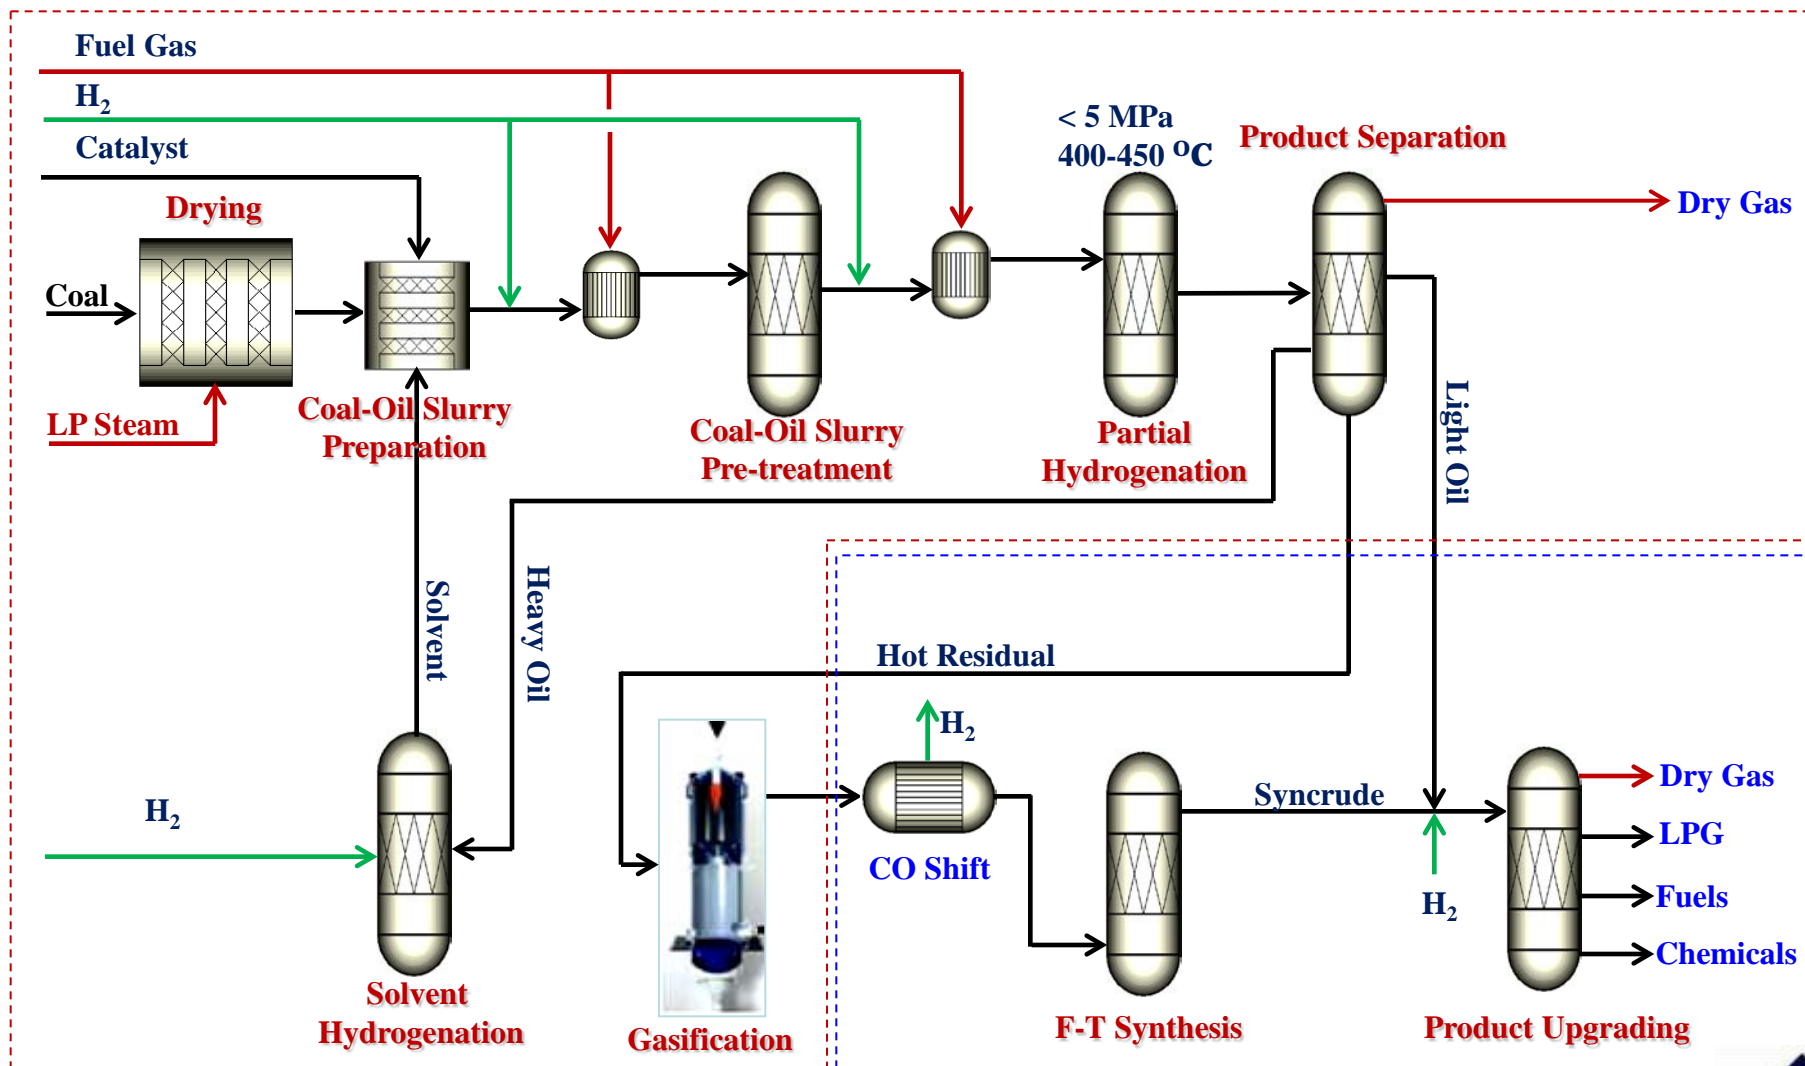 Fuel Gas
H2
Catalyst
Drying
Coal
LP Steam
Coal-Oil Slurry
Preparation
Coal-Oil Slurry
Pre-treatment
< 5 MPa
400-450 ᴼC
Partial
Hydrogenation
Product Separation
Dry Gas
Light Oil
Solvent
Heavy Oil
Hot Residual
H2
Solvent
Hydrogenation
Gasification
H2
CO Shift
F-T Synthesis
Syncrude
H2
Product Upgrading
Dry Gas
LPG
Fuels
Chemicals